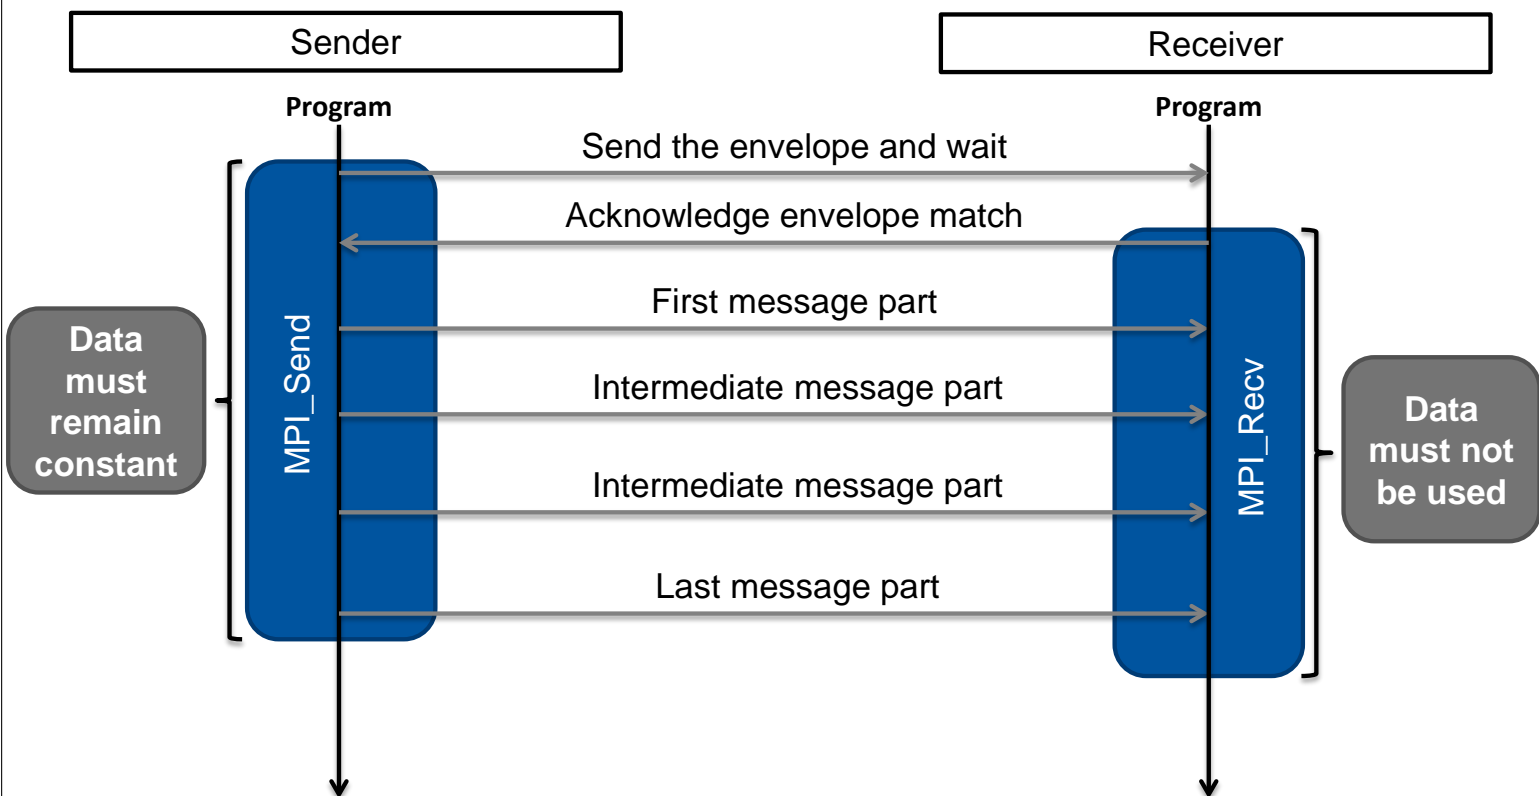 Sender
Receiver
Program
Program
Send the envelope and wait
Acknowledge envelope match
First message part
Intermediate message part
Intermediate message part
Last message part
MPI_Send
MPI_Recv
Data
must
remain
constant
Data
must not
be used